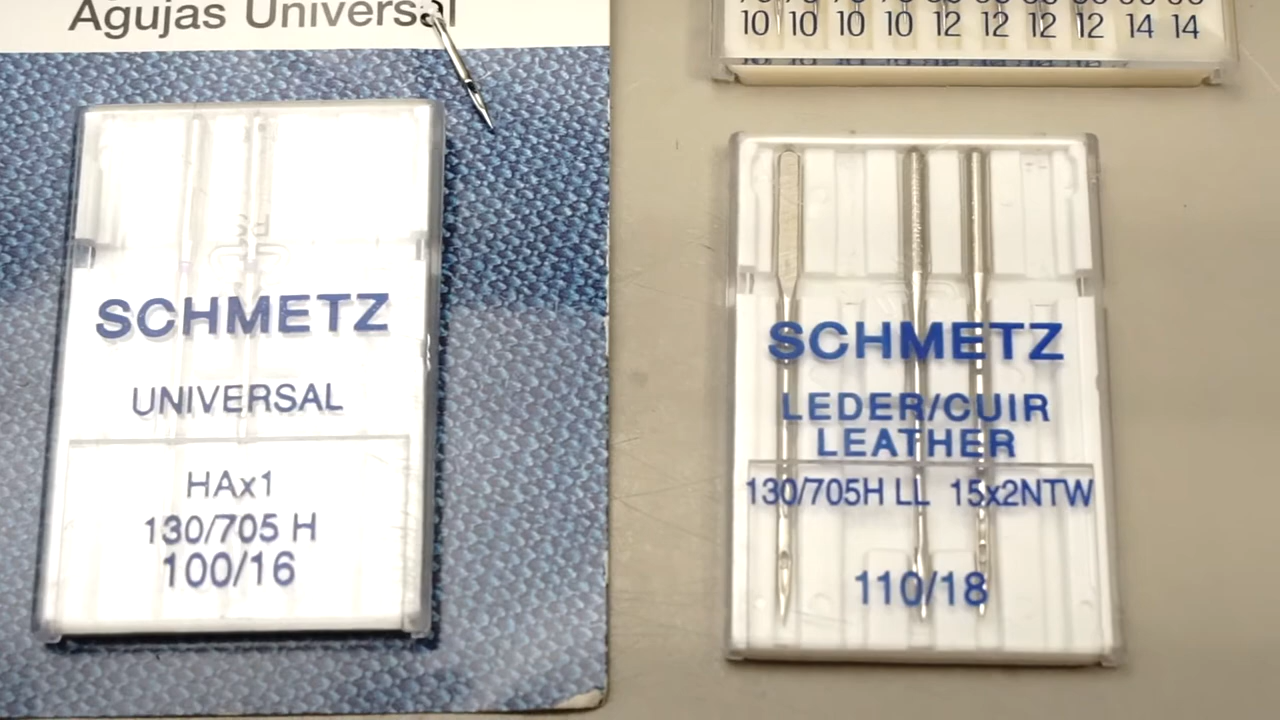 Agujas Universal
10 10 10 10 12 12 12 12 14 14
SCHMETZ
UNIVERSAL
HAx1
130/705 H
100/16
SCHMETZ
LEDER/CUIR
LEATHER
130/705H LL 15x2NTW
110/18